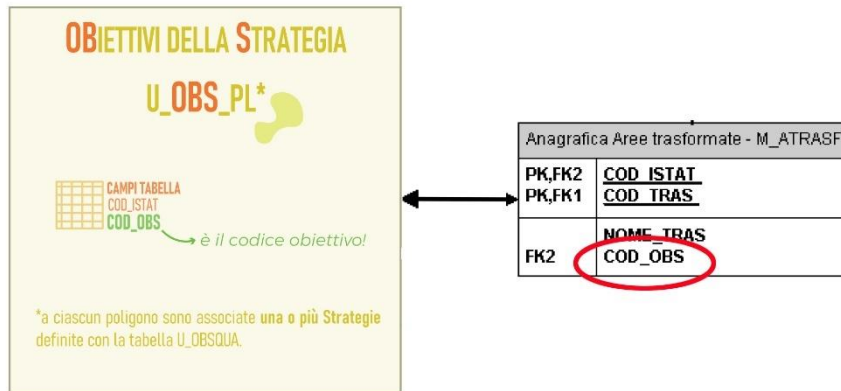 OBIETTIVI DELLA STRATEGIA
U_OBS_PL*
CAMPI TABELLA
COD_ISTAT
COD_OBS
è il codice obiettivo!
*a ciascun poligono sono associate una o più Strategie
definite con la tabella U_OBSQUA.
Anagrafica Aree trasformate - M_ATRASF
PK,FK2 COD_ISTAT
PK,FK1 COD_TRAS
NOME_TRAS
FK2 COD_OBS